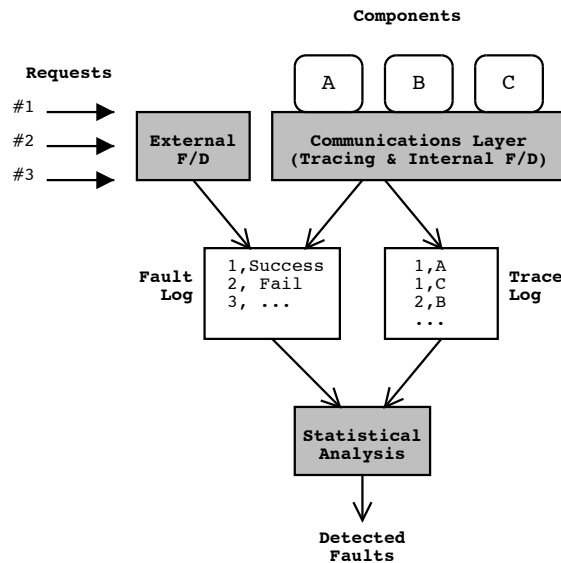 Components
Requests
A
B
C
#1
#2
#3
External
F/D
Communications Layer
(Tracing & Internal F/D)
Fault
Log
1,Success
2, Fail
3, ...
1,A
1,C
2,B
...
Trace
Log
Statistical
Analysis
Detected
Faults